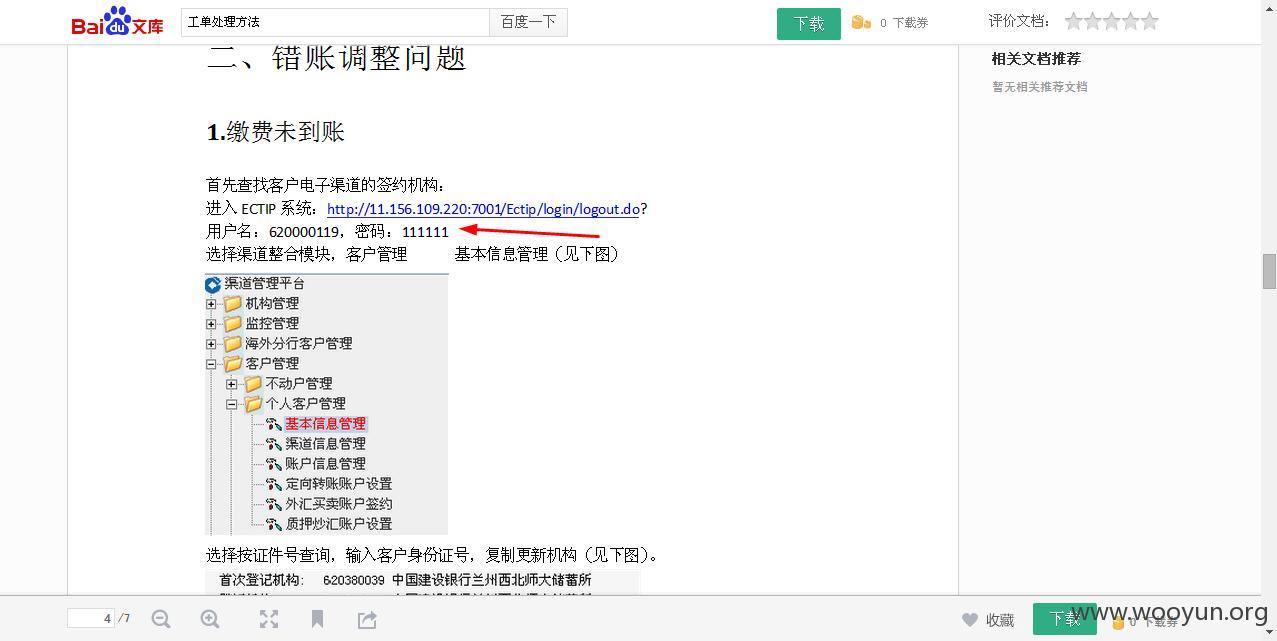 Bai du 文库
工单处理方法
百度一下
下载
0 下载券
评价文档：
二、错账调整问题
相关文档推荐
暂无相关推荐文档
1.缴费未到账
首先查找客户电子渠道的签约机构：
进入 ECTIP 系统：http://11.156.109.220:7001/Ectip/login/logout.do?
用户名：620000119，密码：111111
选择渠道整合模块，客户管理 基本信息管理（见下图）
渠道管理平台
机构管理
监控管理
海外分行客户管理
客户管理
不动户管理
个人客户管理
基本信息管理
渠道信息管理
账户信息管理
定向转账账户设置
外汇买卖账户签约
质押炒汇账户设置
选择按证件号查询，输入客户身份证号，复制更新机构（见下图）。
首次登记机构： 620380039 中国建设银行兰州西北师大储蓄所
4 /7
收藏
下载
0 下载券
www.wooyun.org